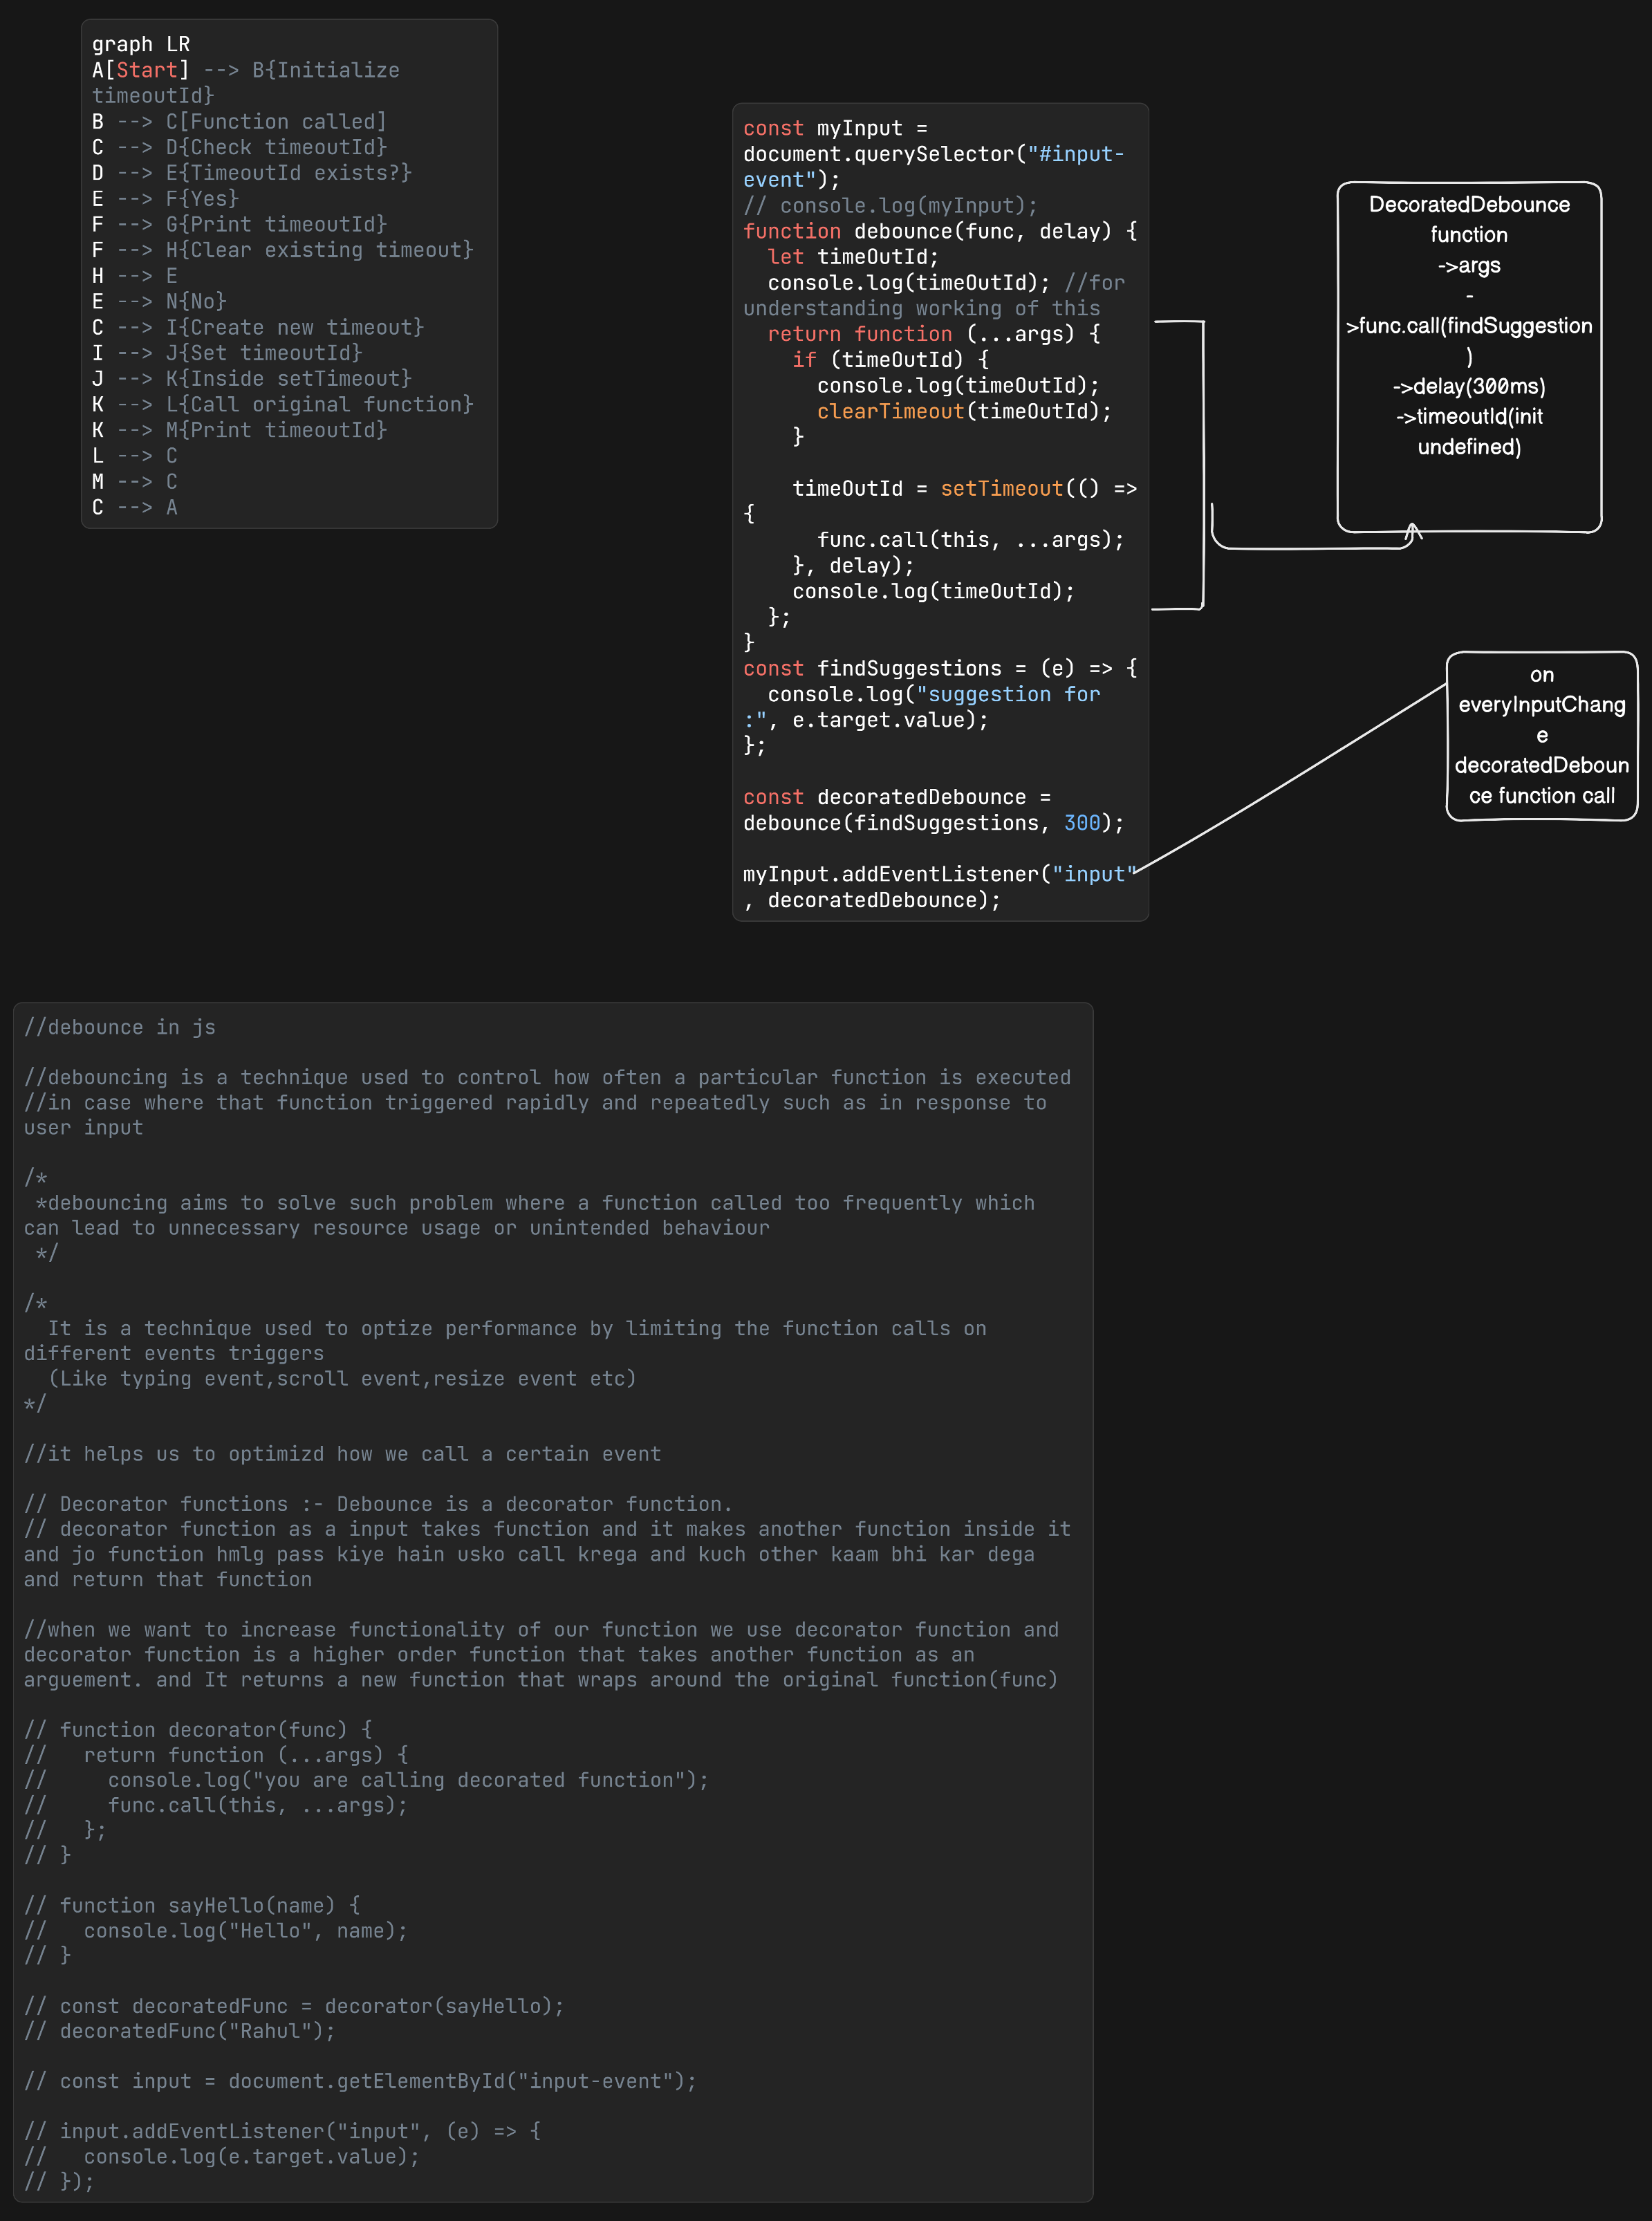 graph LR
A[Start] --> B{Initialize
timeoutId}
B --> C[Function called]
C --> D{Check timeoutId}
D --> E{TimeoutId exists?}
E --> F{Yes}
F --> G{Print timeoutId}
F --> H{Clear existing timeout}
H --> E
E --> N{No}
C --> I{Create new timeout}
I --> J{Set timeoutId}
J --> K{Inside setTimeout}
K --> L{Call original function}
K --> M{Print timeoutId}
L --> C
M --> C
C --> A
const myInput =
document.querySelector("#input-
event");
// console.log(myInput);
function debounce(func, delay) {
  let timeOutId;
  console.log(timeOutId); //for
understanding working of this
  return function (...args) {
    if (timeOutId) {
      console.log(timeOutId);
      clearTimeout(timeOutId);
    }

    timeOutId = setTimeout(() =>
{
      func.call(this, ...args);
    }, delay);
    console.log(timeOutId);
  };
}
const findSuggestions = (e) => {
  console.log("suggestion for
:", e.target.value);
};

const decoratedDebounce =
debounce(findSuggestions, 300);

myInput.addEventListener("input"
, decoratedDebounce);
DecoratedDebounce
function
->args
-
>func.call(findSuggestion
)
->delay(300ms)
->timeoutId(init
undefined)
on
everyInputChang
e
decoratedDeboun
ce function call
//debounce in js

//debouncing is a technique used to control how often a particular function is executed
//in case where that function triggered rapidly and repeatedly such as in response to
user input

/*
 *debouncing aims to solve such problem where a function called too frequently which
can lead to unnecessary resource usage or unintended behaviour
 */

/*
  It is a technique used to optize performance by limiting the function calls on
different events triggers
  (Like typing event,scroll event,resize event etc)
*/

//it helps us to optimizd how we call a certain event

// Decorator functions :- Debounce is a decorator function.
// decorator function as a input takes function and it makes another function inside it
and jo function hmlg pass kiye hain usko call krega and kuch other kaam bhi kar dega
and return that function

//when we want to increase functionality of our function we use decorator function and
decorator function is a higher order function that takes another function as an
arguement. and It returns a new function that wraps around the original function(func)

// function decorator(func) {
//   return function (...args) {
//     console.log("you are calling decorated function");
//     func.call(this, ...args);
//   };
// }

// function sayHello(name) {
//   console.log("Hello", name);
// }

// const decoratedFunc = decorator(sayHello);
// decoratedFunc("Rahul");

// const input = document.getElementById("input-event");

// input.addEventListener("input", (e) => {
//   console.log(e.target.value);
// });